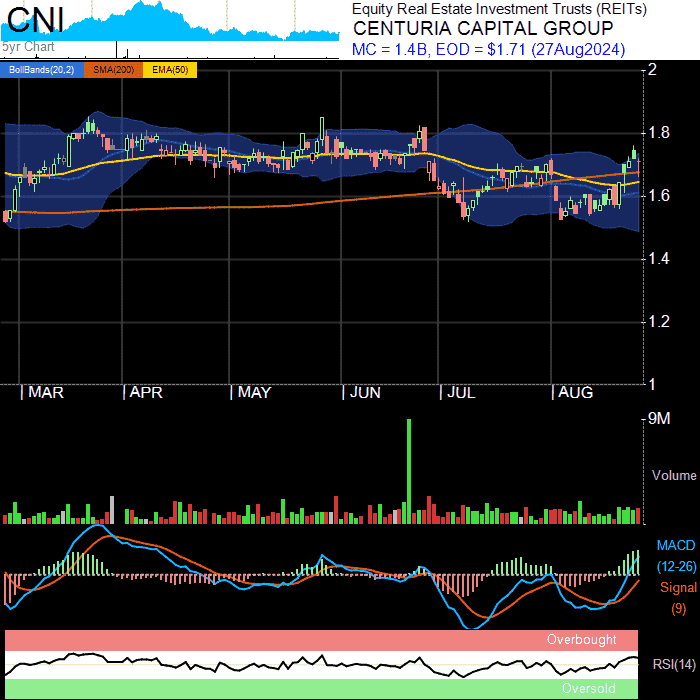 CNI
5yr Chart
Equity Real Estate Investment Trusts (REITs)
CENTURIA CAPITAL GROUP
MC = 1.4B, EOD = $1.71 (27Aug2024)
BollBands(20,2) SMA(200) EMA(50)
2
1.8
1.6
1.4
1.2
1
MAR APR MAY JUN JUL AUG
9M
Volume
MACD
(12-26)
Signal
(9)
Overbought
RSI(14)
Oversold